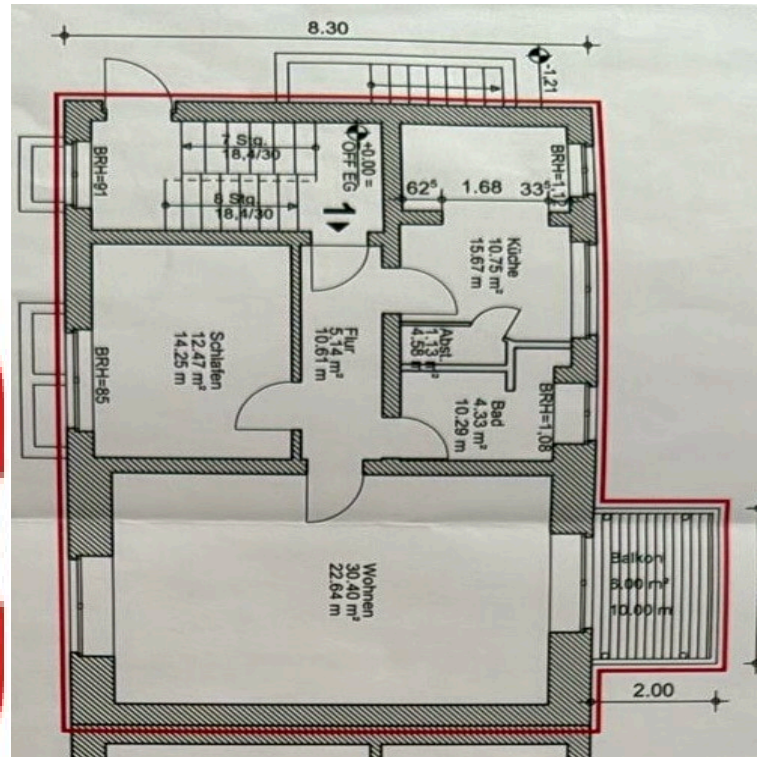 8.30
-1,21
7 Stg.
18,4/30
6 Stg.
18,4/30
±0.00 =
OFF EG
1
BRH=91
BRH=1,12
62⁵
1.68
33⁵
Küche
10.75 m²
15.67 m
Abst.
1.13 m²
4.58 m
Flur
5.14 m²
10.61 m
Schlafen
12.47 m²
14.25 m
BRH=85
Bad
4.33 m²
10.29 m
BRH=1,08
Wohnen
30.40 m²
22.64 m
Balkon
6.00 m²
10.00 m
2.00